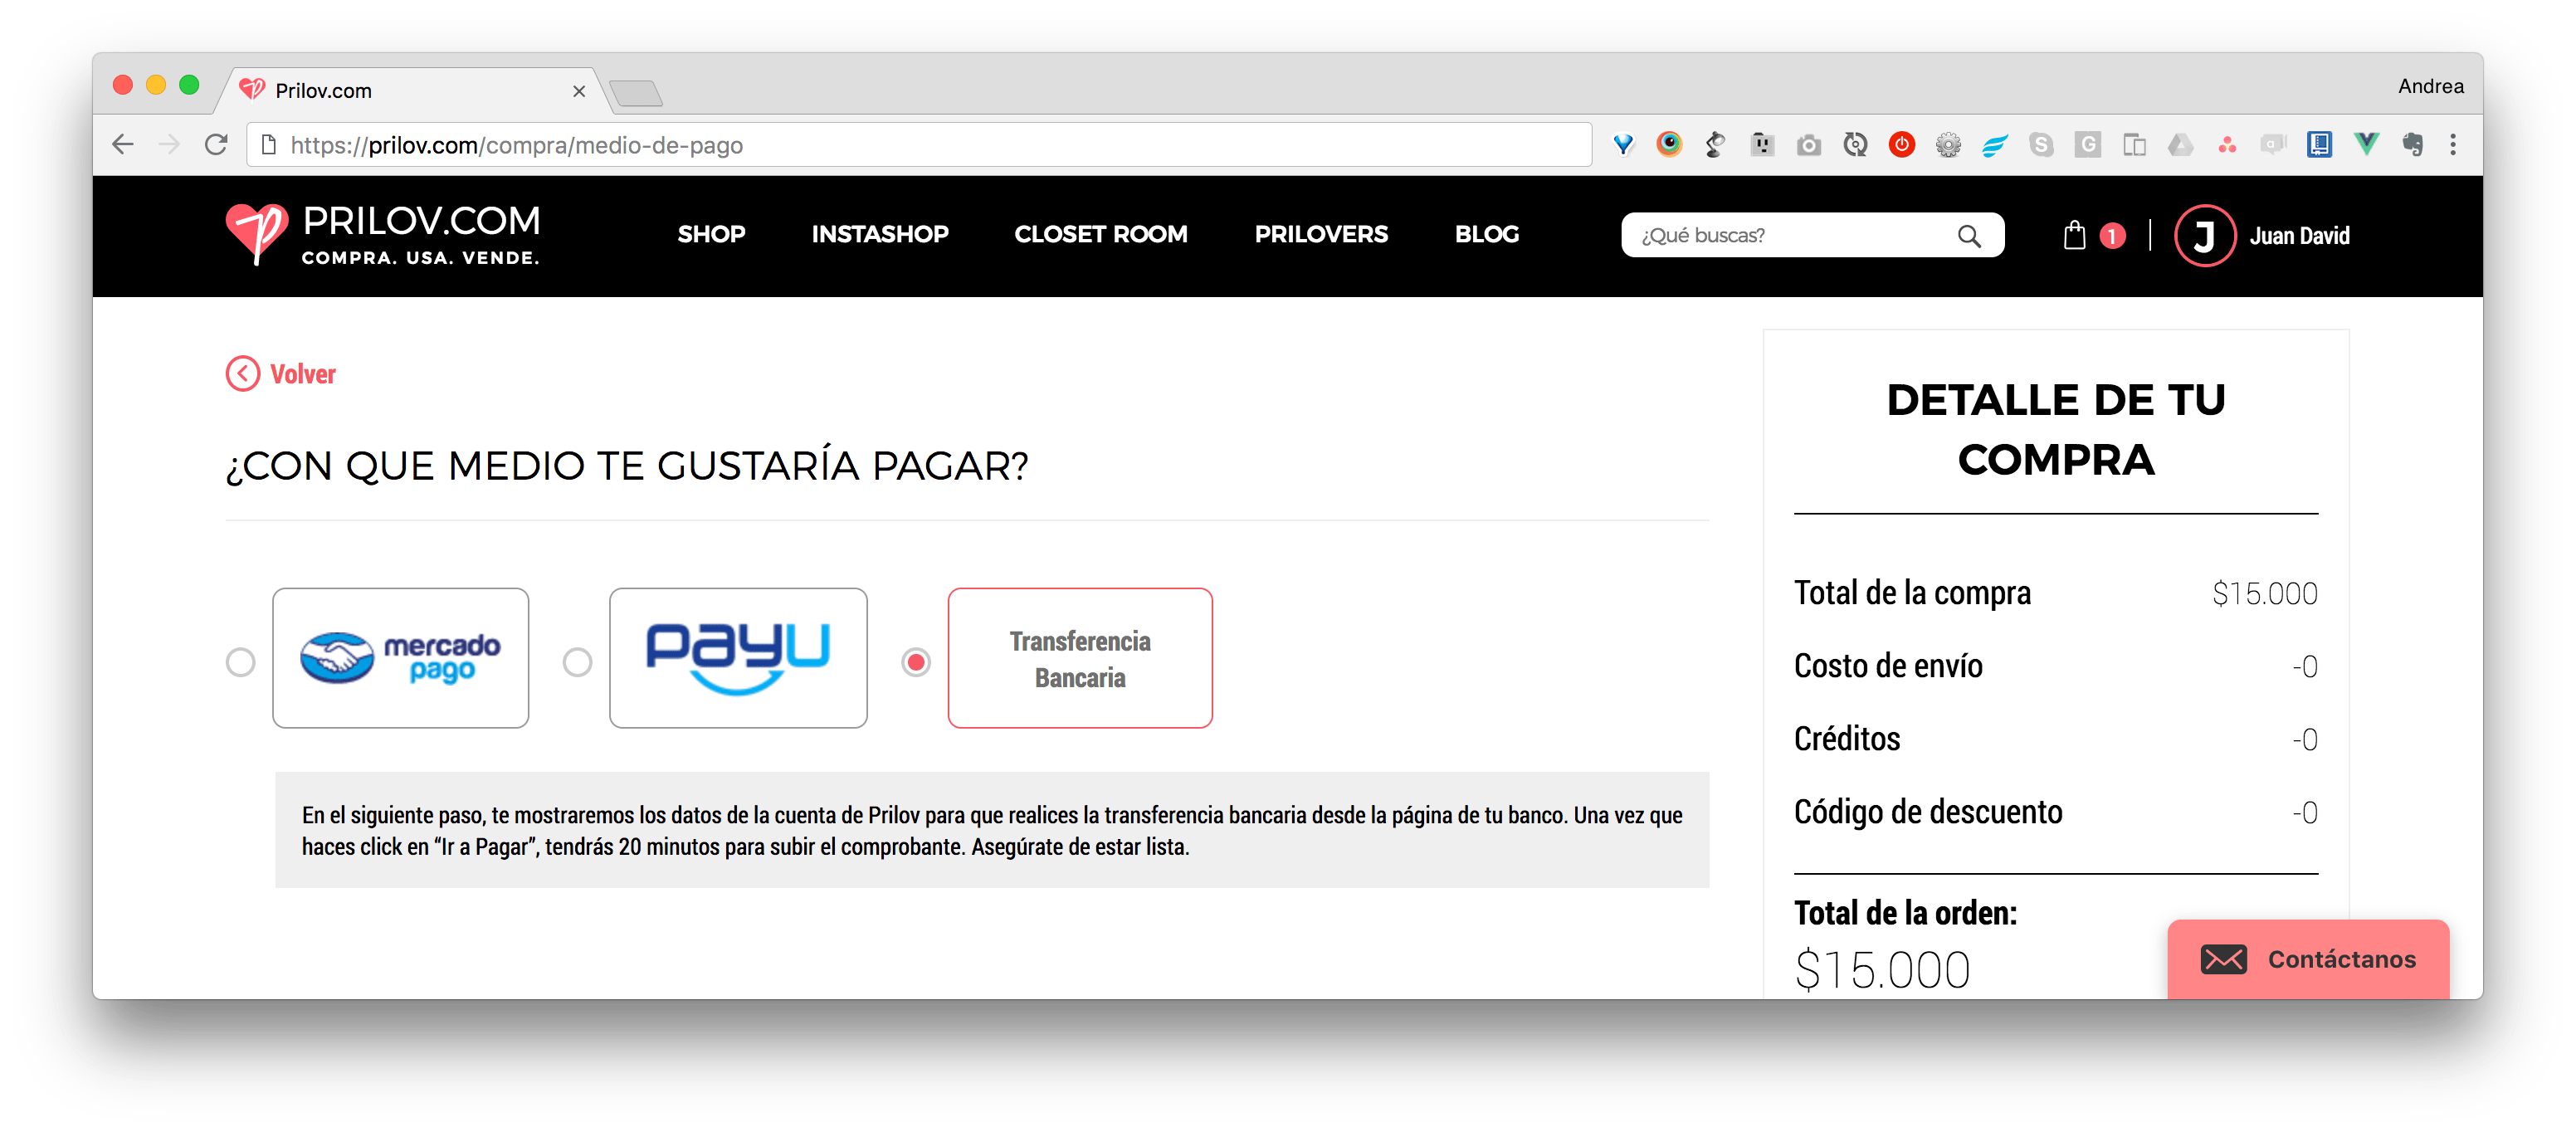 Prilov.com
Andrea
https://prilov.com/compra/medio-de-pago
PRILOV.COM
COMPRA. USA. VENDE.
SHOP
INSTASHOP
CLOSET ROOM
PRILOVERS
BLOG
¿Qué buscas?
1
J
Juan David
Volver
¿CON QUE MEDIO TE GUSTARÍA PAGAR?
mercado
pago
payU
Transferencia
Bancaria
En el siguiente paso, te mostraremos los datos de la cuenta de Prilov para que realices la transferencia bancaria desde la página de tu banco. Una vez que
haces click en “Ir a Pagar”, tendrás 20 minutos para subir el comprobante. Asegúrate de estar lista.
DETALLE DE TU
COMPRA
Total de la compra $15.000
Costo de envío -0
Créditos -0
Código de descuento -0
Total de la orden:
$15.000
Contáctanos